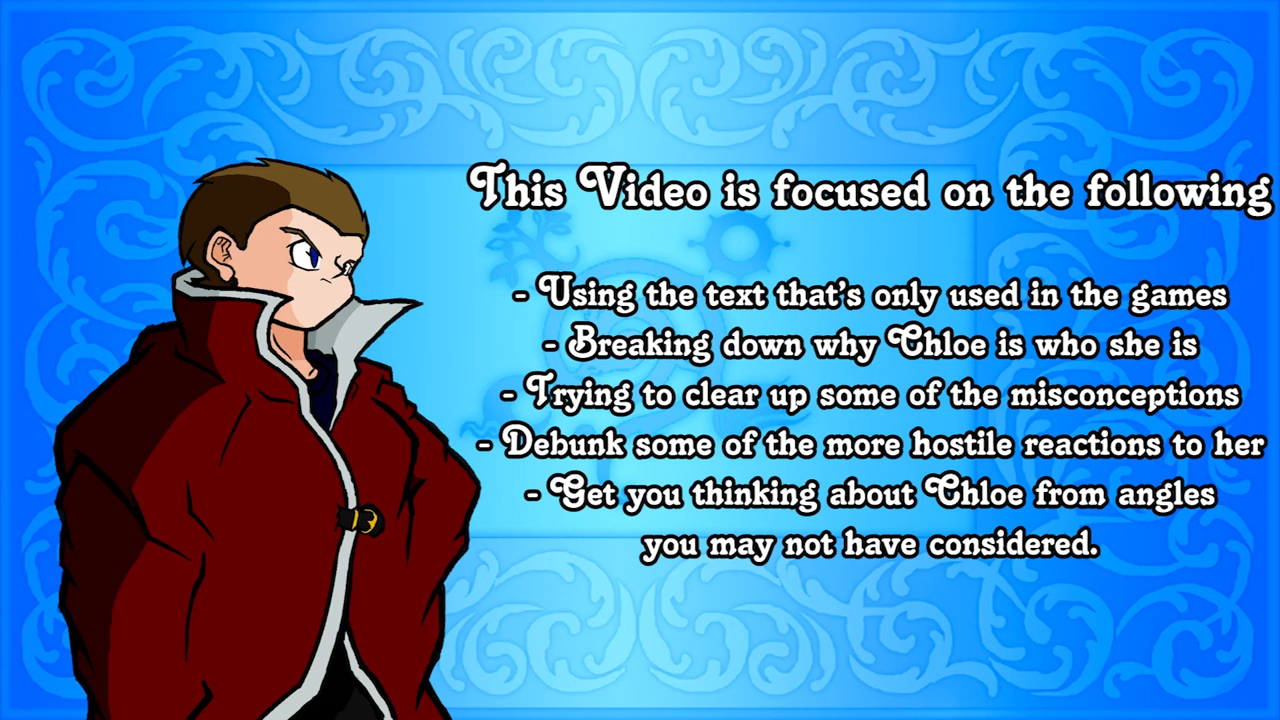 This Video is focused on the following
- Using the text that's only used in the games
- Breaking down why Chloe is who she is
- Trying to clear up some of the misconceptions
- Debunk some of the more hostile reactions to her
- Get you thinking about Chloe from angles
you may not have considered.